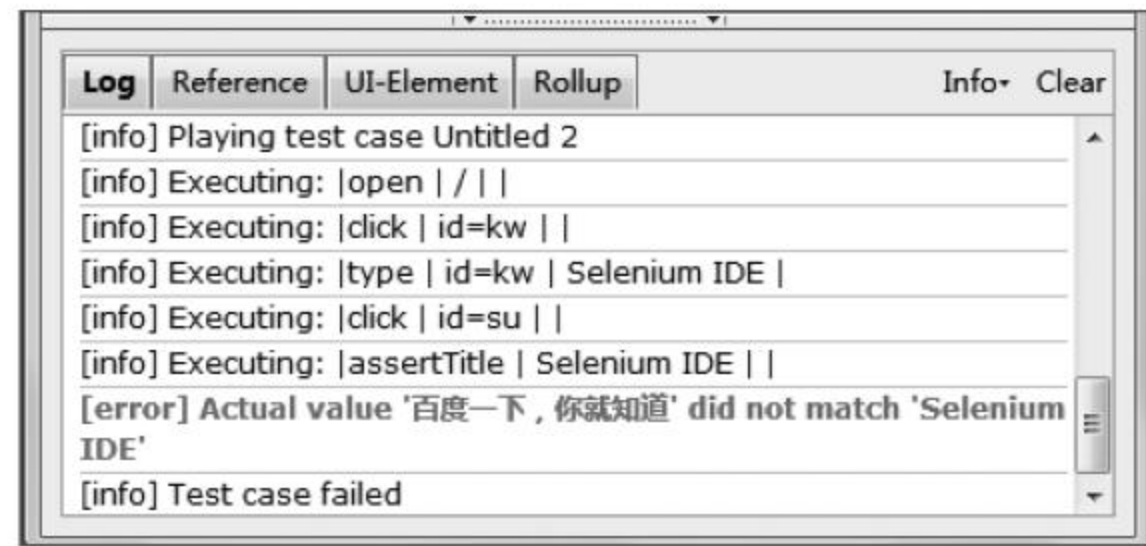 Log Reference UI-Element Rollup Info Clear
[info] Playing test case Untitled 2
[info] Executing: |open | / | |
[info] Executing: |click | id=kw | |
[info] Executing: |type | id=kw | Selenium IDE |
[info] Executing: |click | id=su | |
[info] Executing: |assertTitle | Selenium IDE | |
[error] Actual value '百度一下，你就知道' did not match 'Selenium
IDE'
[info] Test case failed